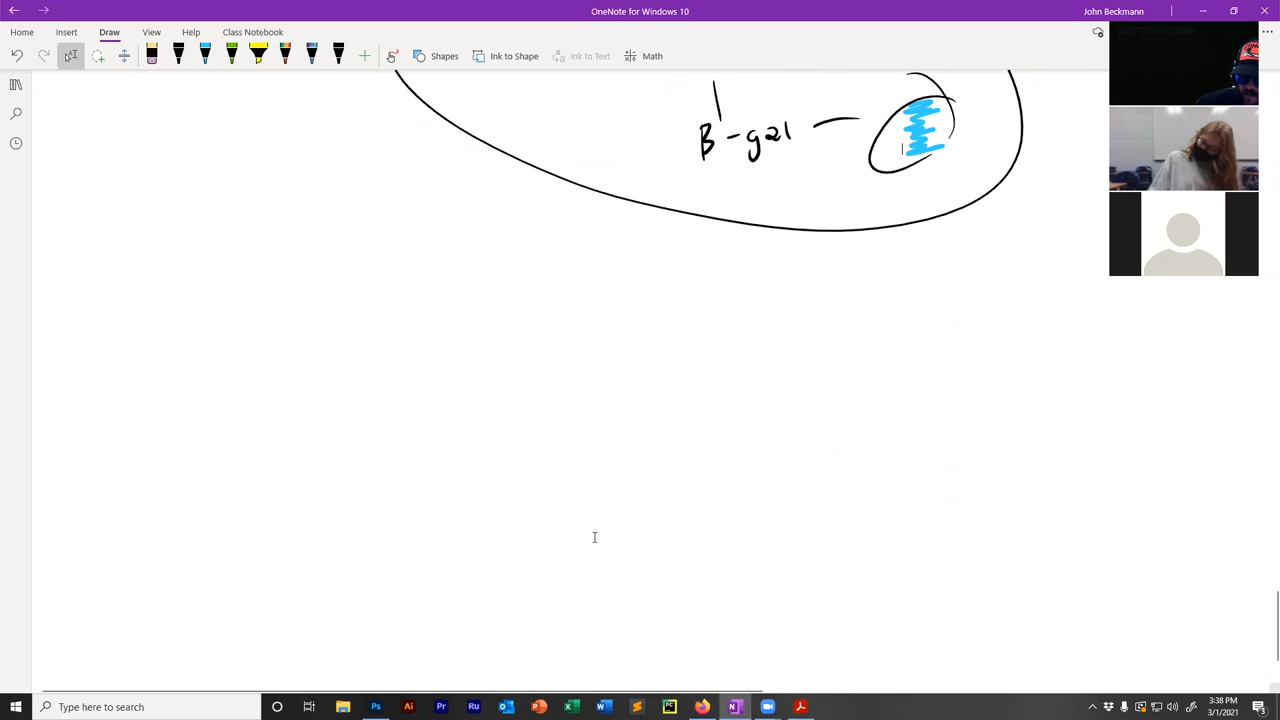 OneNote for Windows 10
John Beckmann
Home
Insert
Draw
View
Help
Class Notebook
Shapes
Ink to Shape
Ink to Text
Math
β-gal
Type here to search
3:38 PM
3/1/2021